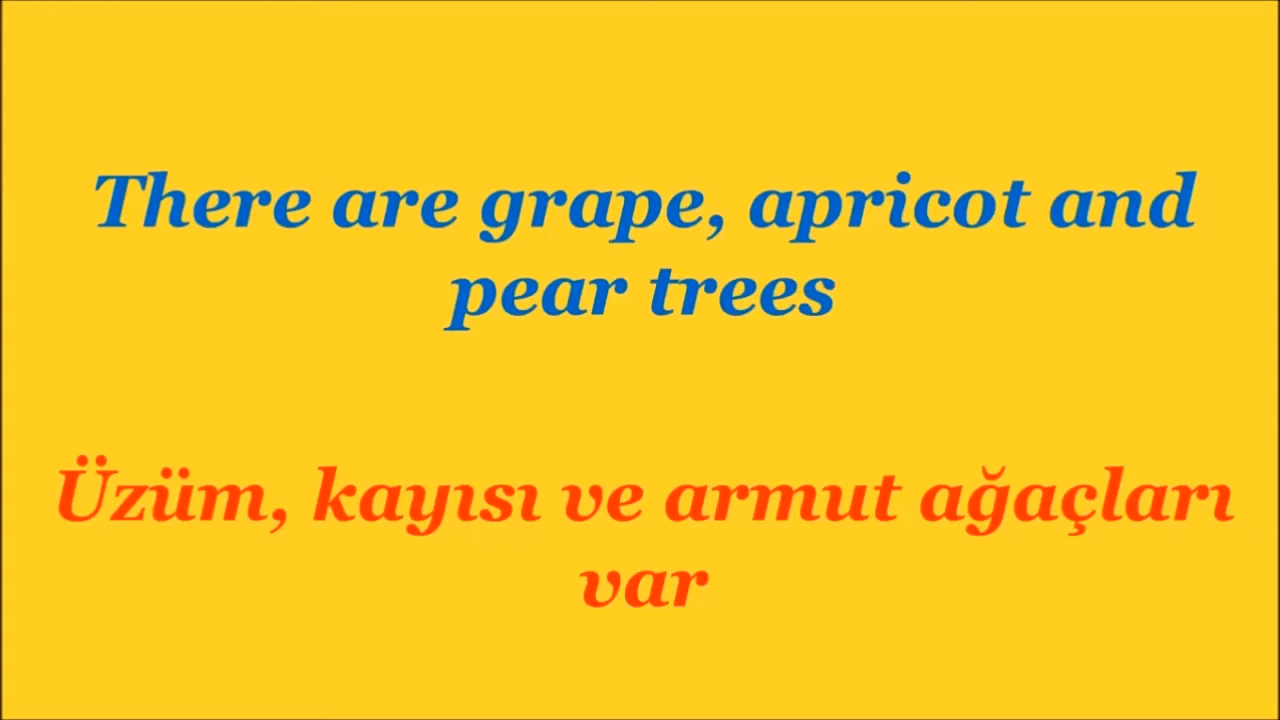 There are grape, apricot and
pear trees
Üzüm, kayısı ve armut ağaçları
var